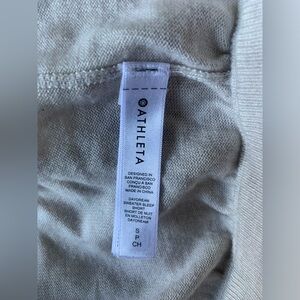 ATHLETA
DESIGNED IN
SAN FRANCISCO
CONÇU À SAN
FRANCISCO
MADE IN CHINA
DAYDREAM
SWEATER SLEEP
SHORT
SHORT DE NUIT
EN MOLLETON
DAYDREAM
S
P
CH